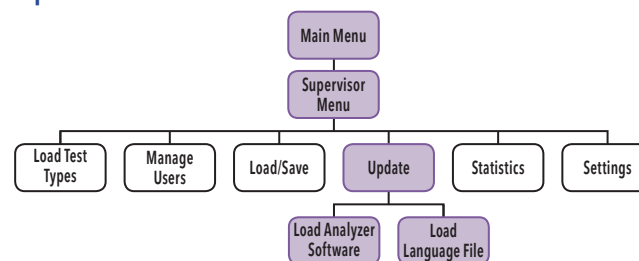 Main Menu
Supervisor
Menu
Load Test
Types
Manage
Users
Load/Save
Update
Statistics
Settings
Load Analyzer
Software
Load
Language File